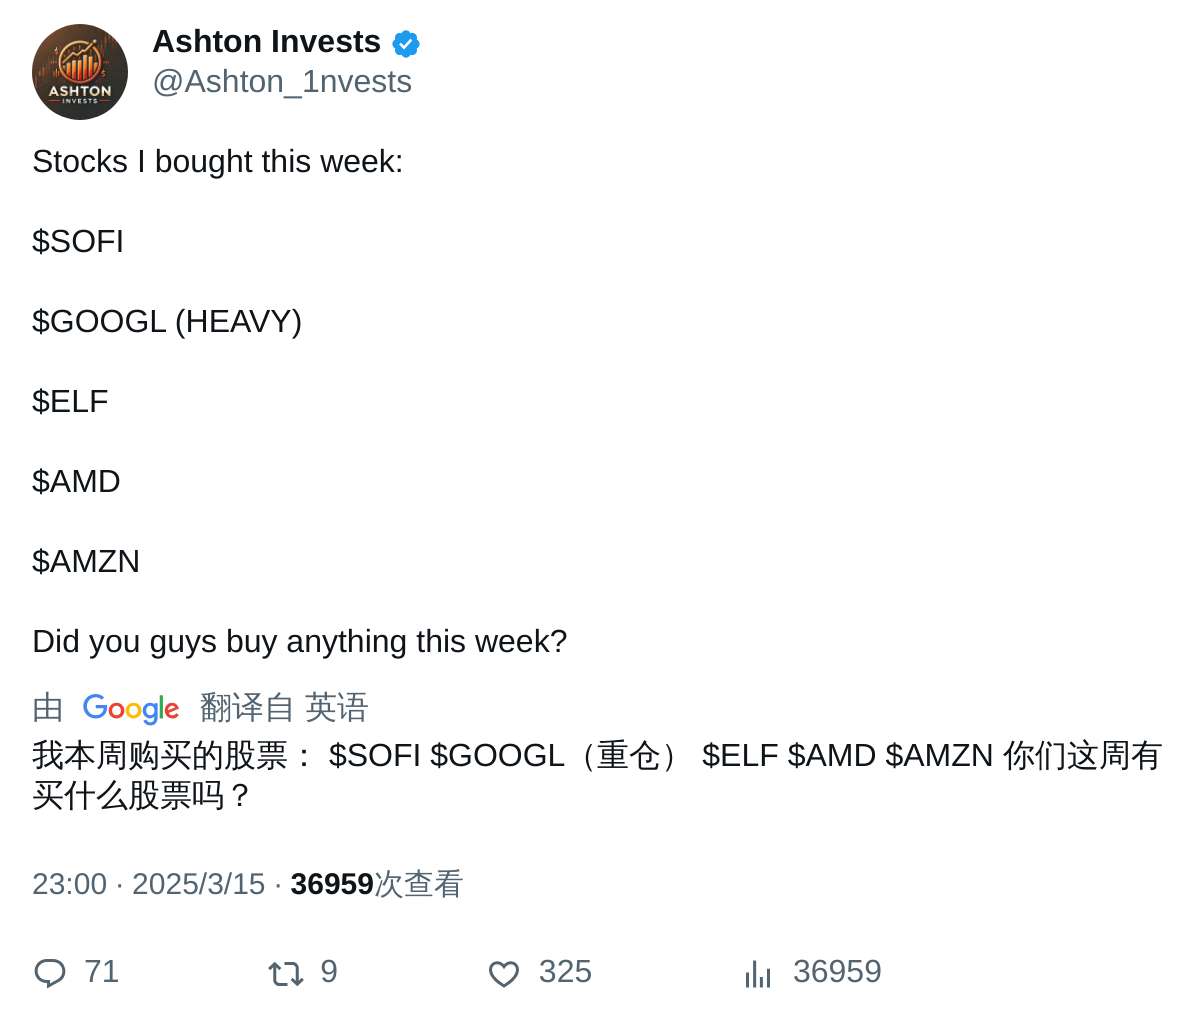 ASHTON
INVESTS
Ashton Invests
@Ashton_1nvests
Stocks I bought this week:
$SOFI
$GOOGL (HEAVY)
$ELF
$AMD
$AMZN
Did you guys buy anything this week?
由 Google 翻译自 英语
我本周购买的股票： $SOFI $GOOGL（重仓） $ELF $AMD $AMZN 你们这周有
买什么股票吗？
23:00 · 2025/3/15 · 36959次查看
71 9 325 36959